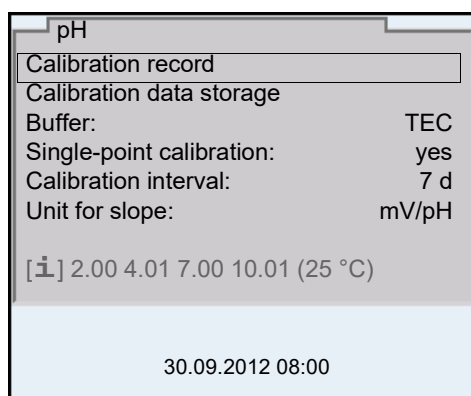 pH
Calibration record
Calibration data storage
Buffer: TEC
Single-point calibration: yes
Calibration interval: 7 d
Unit for slope: mV/pH
[i] 2.00 4.01 7.00 10.01 (25 °C)
30.09.2012 08:00